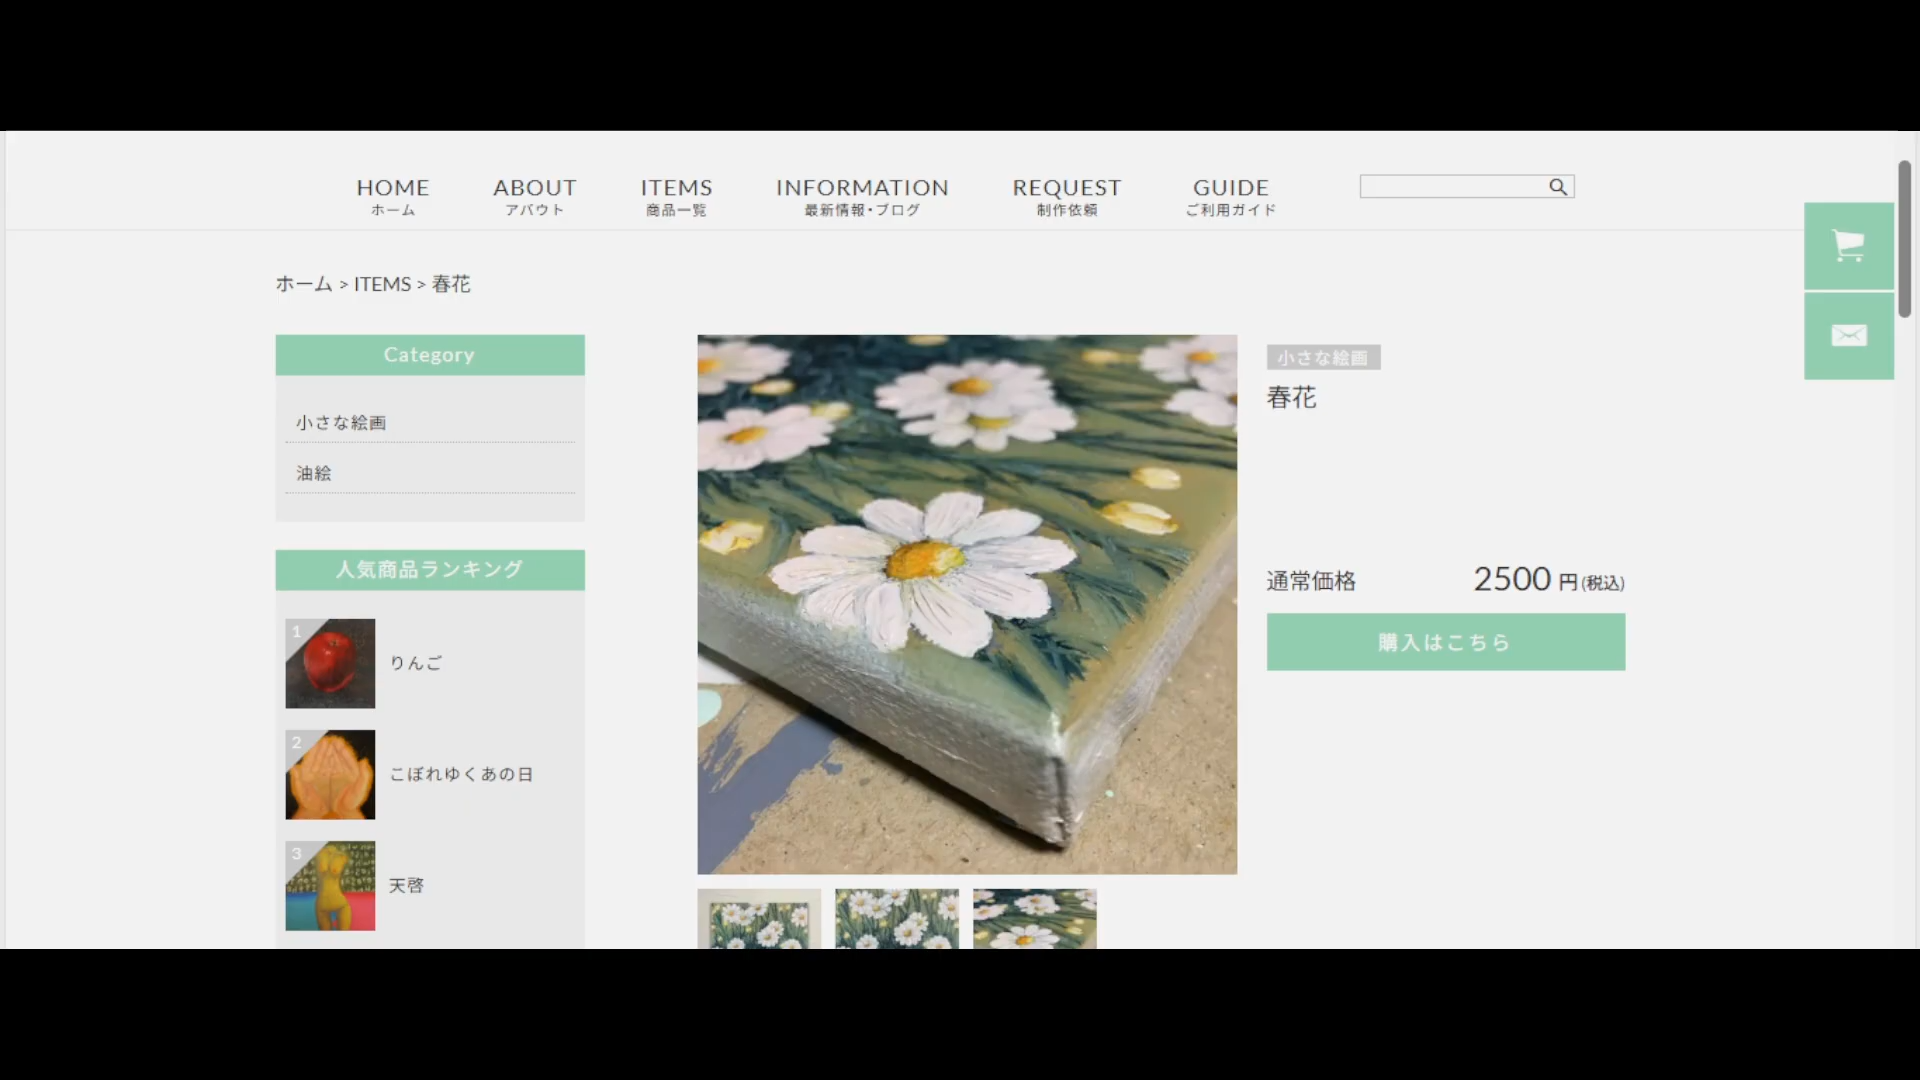 HOME
ホーム
ABOUT
アバウト
ITEMS
商品一覧
INFORMATION
最新情報・ブログ
REQUEST
制作依頼
GUIDE
ご利用ガイド
ホーム > ITEMS > 春花
Category
小さな絵画
油絵
人気商品ランキング
1
りんご
2
こぼれゆくあの日
3
天啓
小さな絵画
春花
通常価格 2500 円(税込)
購入はこちら